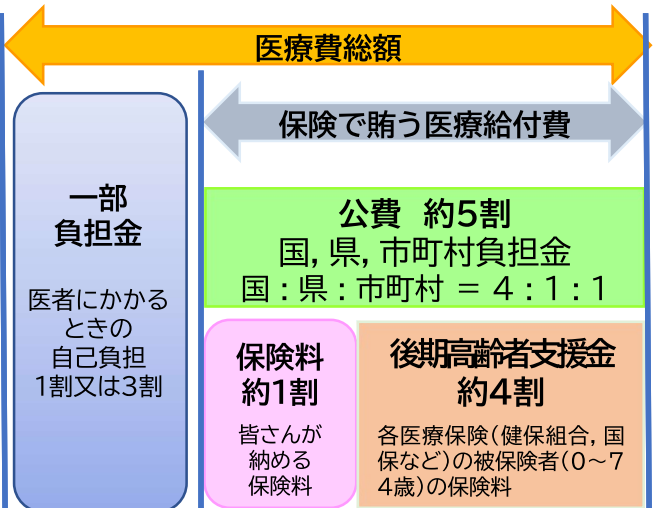 医療費総額
保険で賄う医療給付費
一部
負担金
医者にかかる
ときの
自己負担
1割又は3割
公費　約5割
国，県，市町村負担金
国：県：市町村 ＝ ４：１：１
保険料
約1割
皆さんが
納める
保険料
後期高齢者支援金
約4割
各医療保険（健保組合，国
保など）の被保険者（０～７
４歳）の保険料